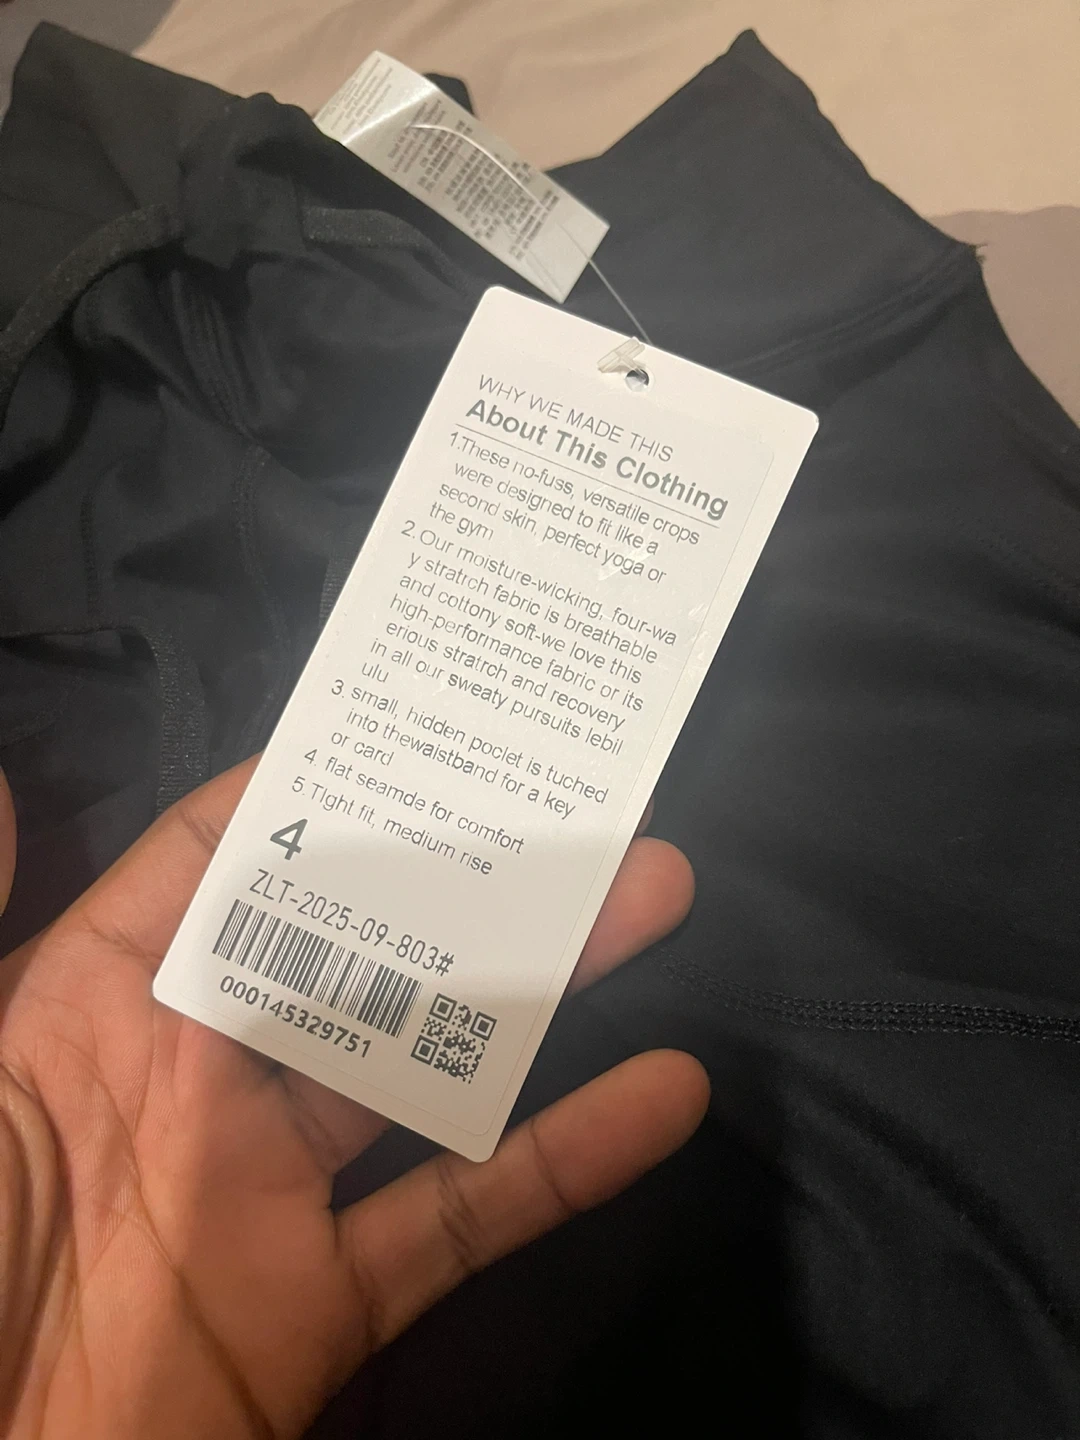 WHY WE MADE THIS
About This Clothing
1.These no-fuss, versatile crops
were designed to fit like a
second skin, perfect yoga or
the gym
2. Our moisture-wicking, four-wa
y stratrch fabric is breathable
and cottony soft-we love this
high-performance fabric or its
erious stratrch and recovery
in all our sweaty pursuits lebil
ulu
3. small, hidden poclet is tuched
into thewaistband for a key
or card
4. flat seamde for comfort
5. TIght fit, medium rise
4
ZLT-2025-09-803#
000145329751